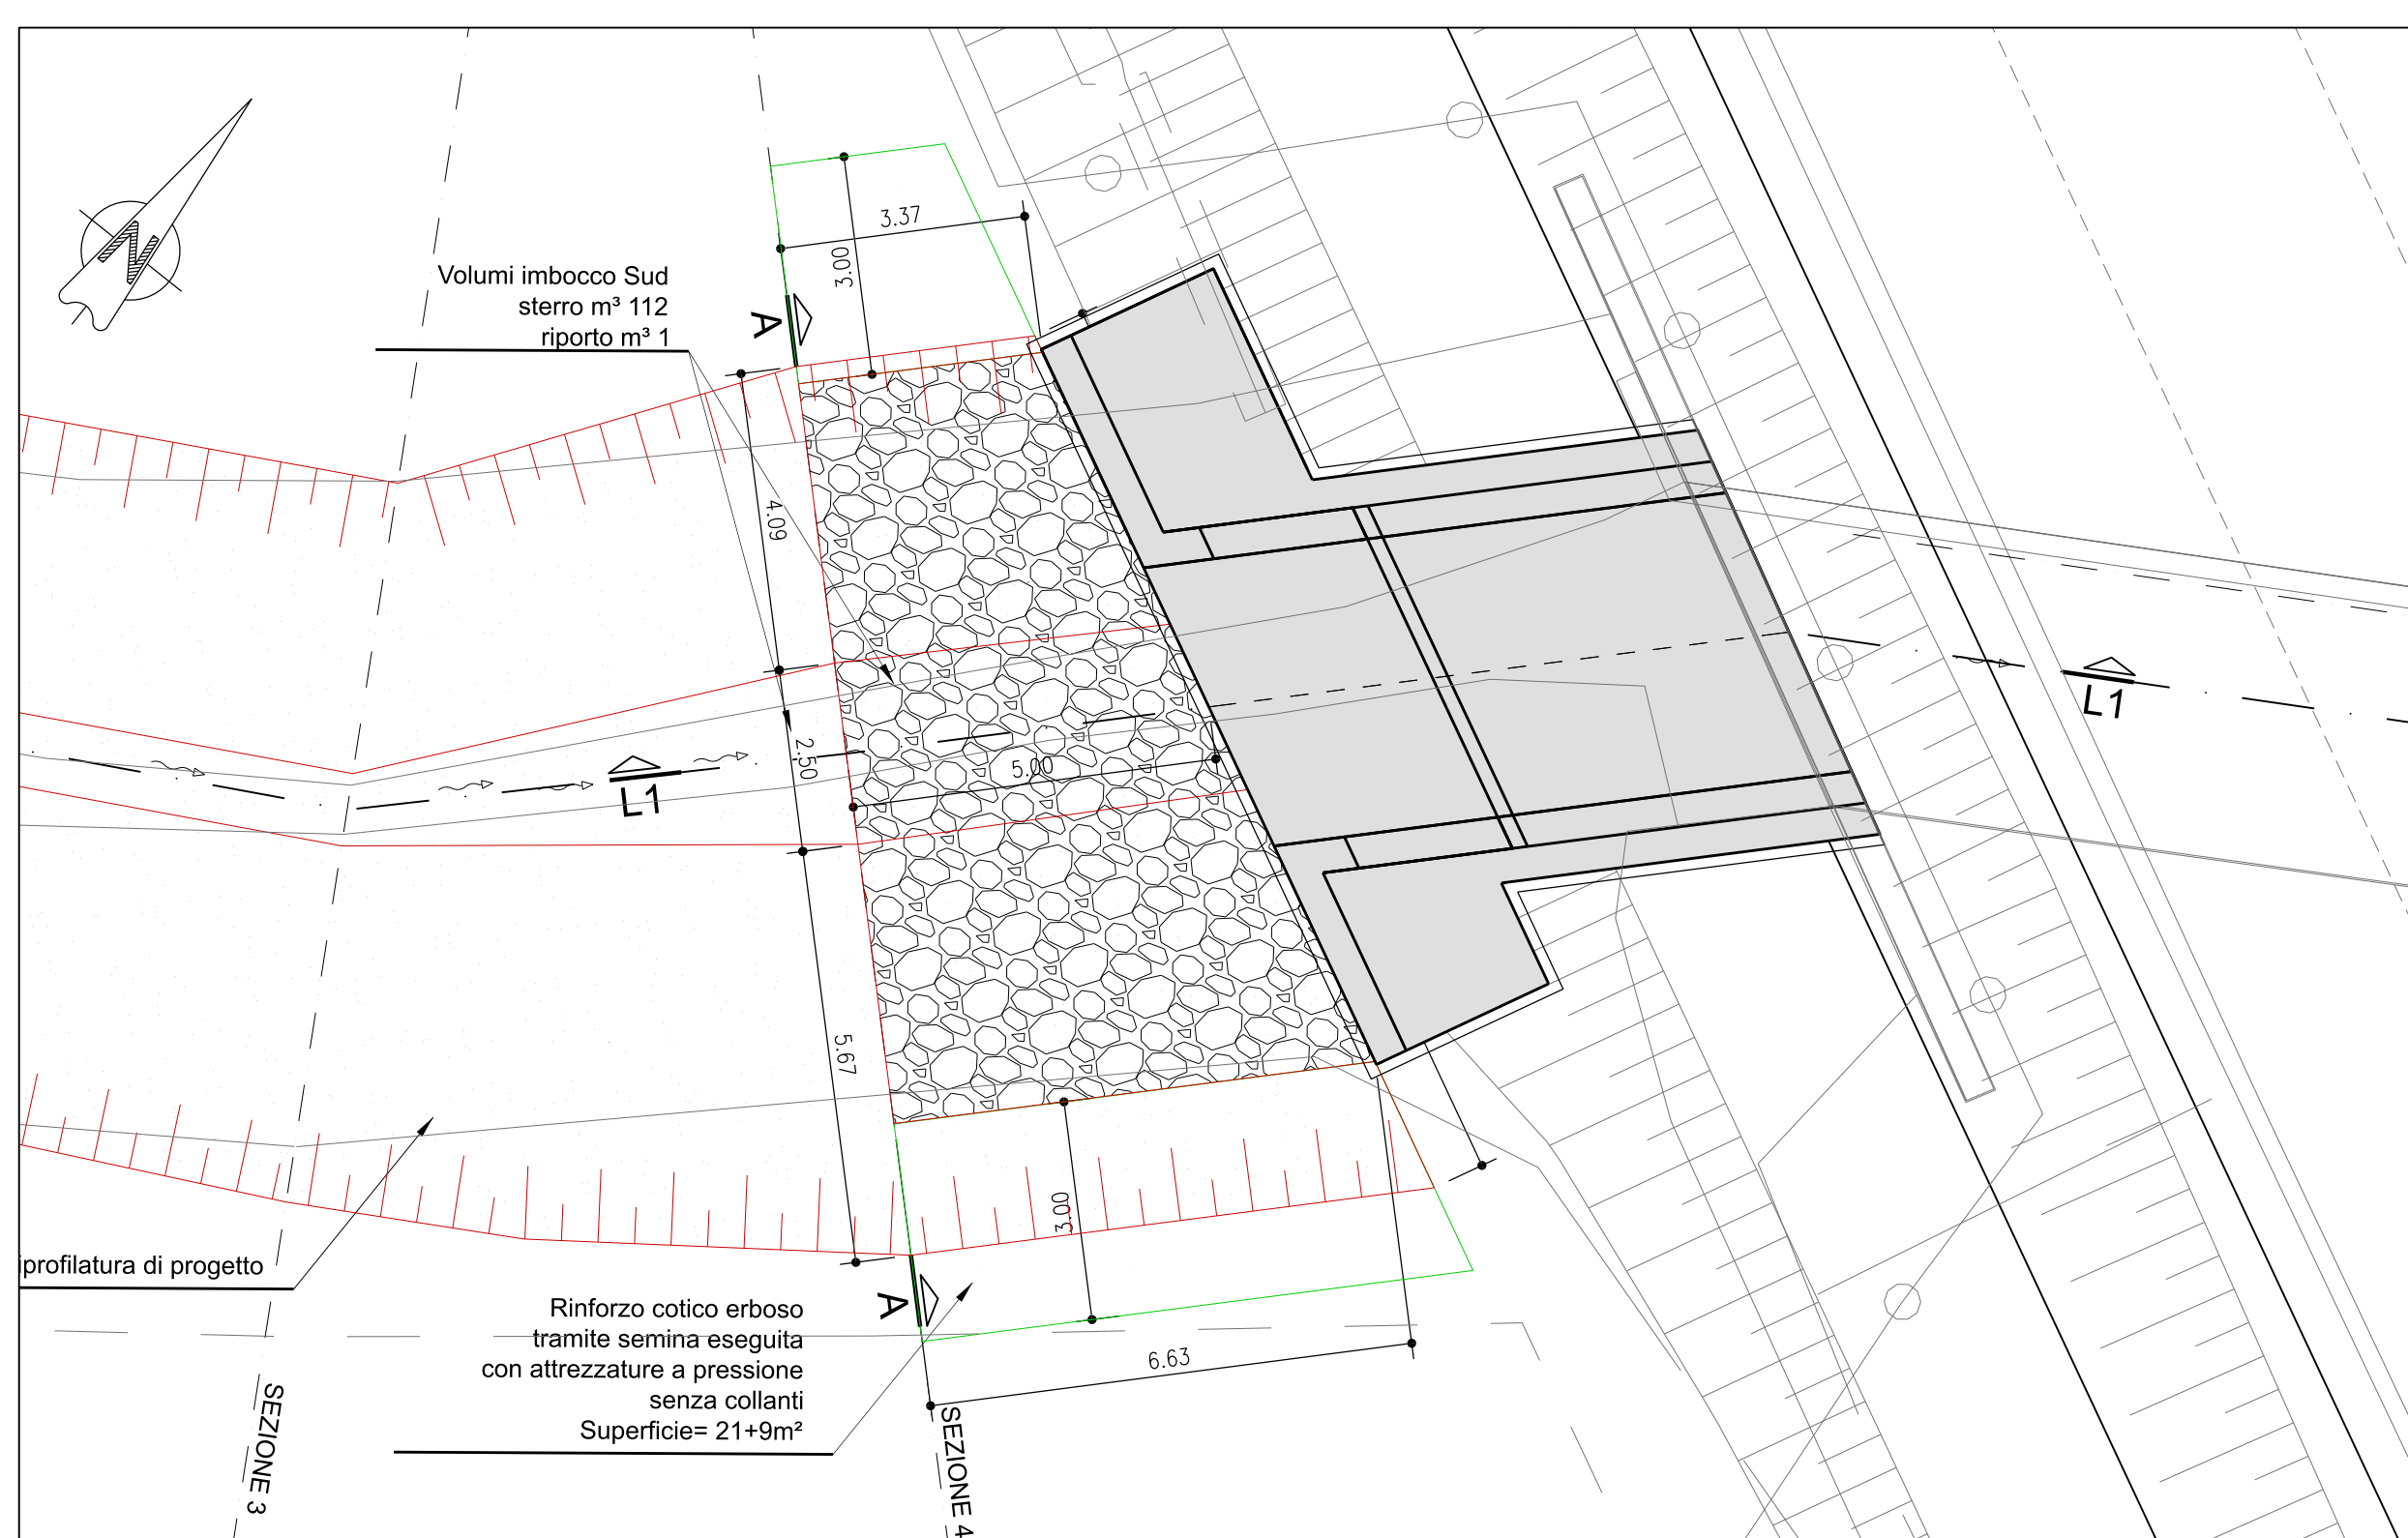 N
3.37
3.00
Volumi imbocco Sud
sterro m³ 112
riporto m³ 1
A
4.09
2.50
5.00
L1
L1
5.67
3.00
iprofilatura di progetto
A
Rinforzo cotico erboso
tramite semina eseguita
con attrezzature a pressione
senza collanti
Superficie= 21+9m²
6.63
SEZIONE 3
SEZIONE 4